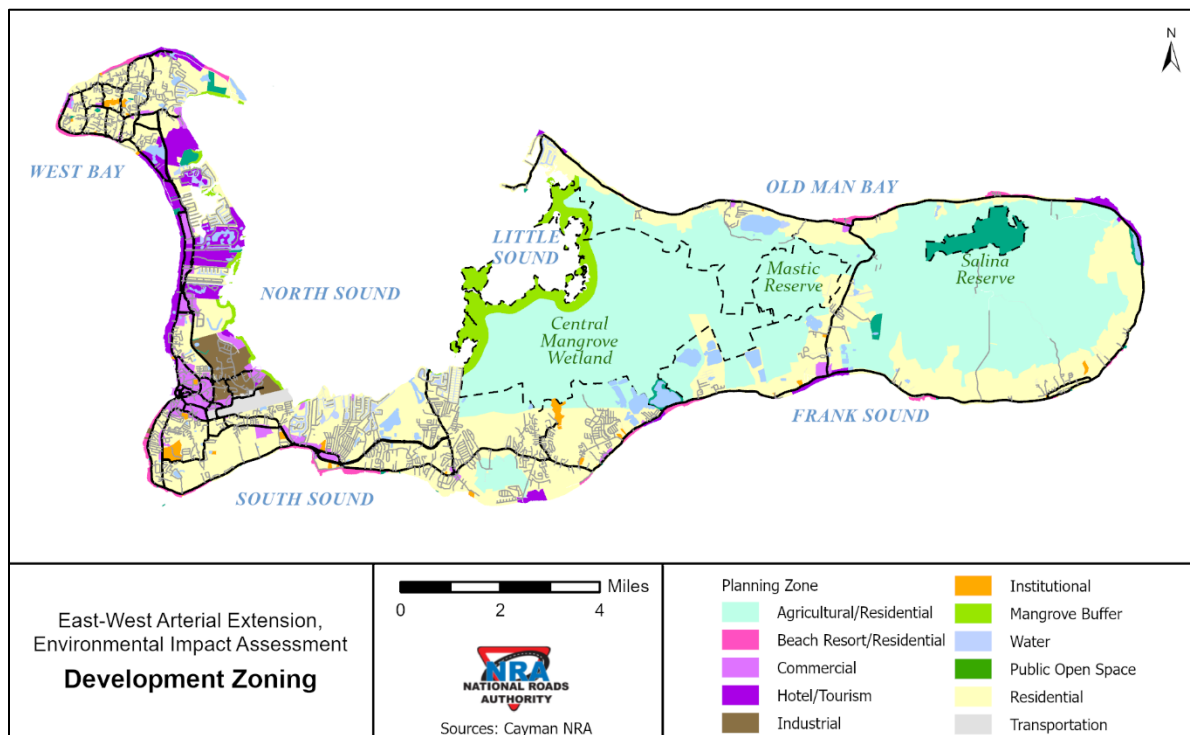 N
WEST BAY
OLD MAN BAY
LITTLE
SOUND
Salina
Reserve
Mastic
Reserve
NORTH SOUND
Central
Mangrove
Wetland
FRANK SOUND
SOUTH SOUND
East-West Arterial Extension,
Environmental Impact Assessment
Development Zoning
Miles
0 2 4
NRA
NATIONAL ROADS
AUTHORITY
Sources: Cayman NRA
Planning Zone
Agricultural/Residential
Beach Resort/Residential
Commercial
Hotel/Tourism
Industrial
Institutional
Mangrove Buffer
Water
Public Open Space
Residential
Transportation